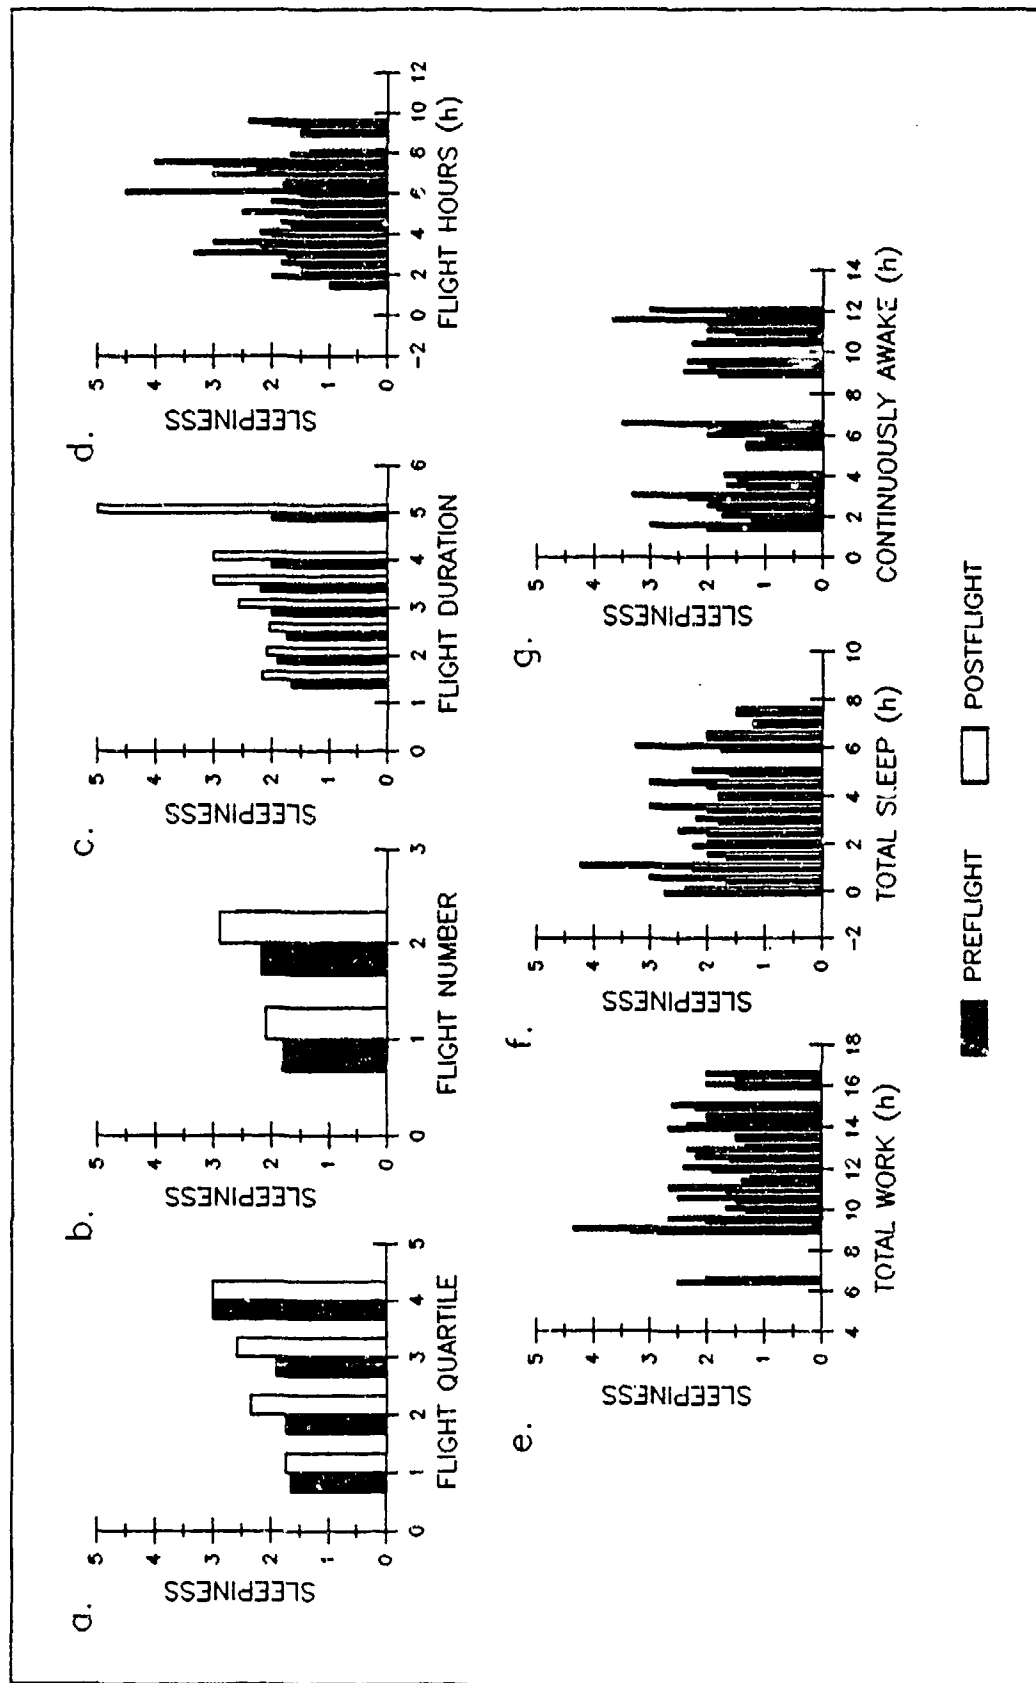 a.
SLEEPINESS
5
4
3
2
1
0
0 1 2 3 4 5
FLIGHT QUARTILE
b.
SLEEPINESS
5
4
3
2
1
0
0 1 2 3
FLIGHT NUMBER
c.
SLEEPINESS
5
4
3
2
1
0
0 1 2 3 4 5 6
FLIGHT DURATION
d.
SLEEPINESS
5
4
3
2
1
0
-2 0 2 4 6 8 10 12
FLIGHT HOURS (h)
e.
SLEEPINESS
5
4
3
2
1
0
4 6 8 10 12 14 16 18
TOTAL WORK (h)
f.
SLEEPINESS
5
4
3
2
1
0
-2 0 2 4 6 8 10
TOTAL SLEEP (h)
g.
SLEEPINESS
5
4
3
2
1
0
0 2 4 6 8 10 12 14
CONTINUOUSLY AWAKE (h)
PREFLIGHT
POSTFLIGHT